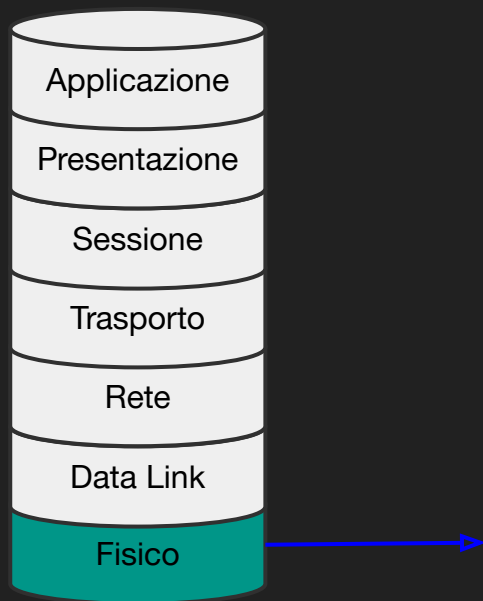 Applicazione
Presentazione
Sessione
Trasporto
Rete
Data Link
Fisico